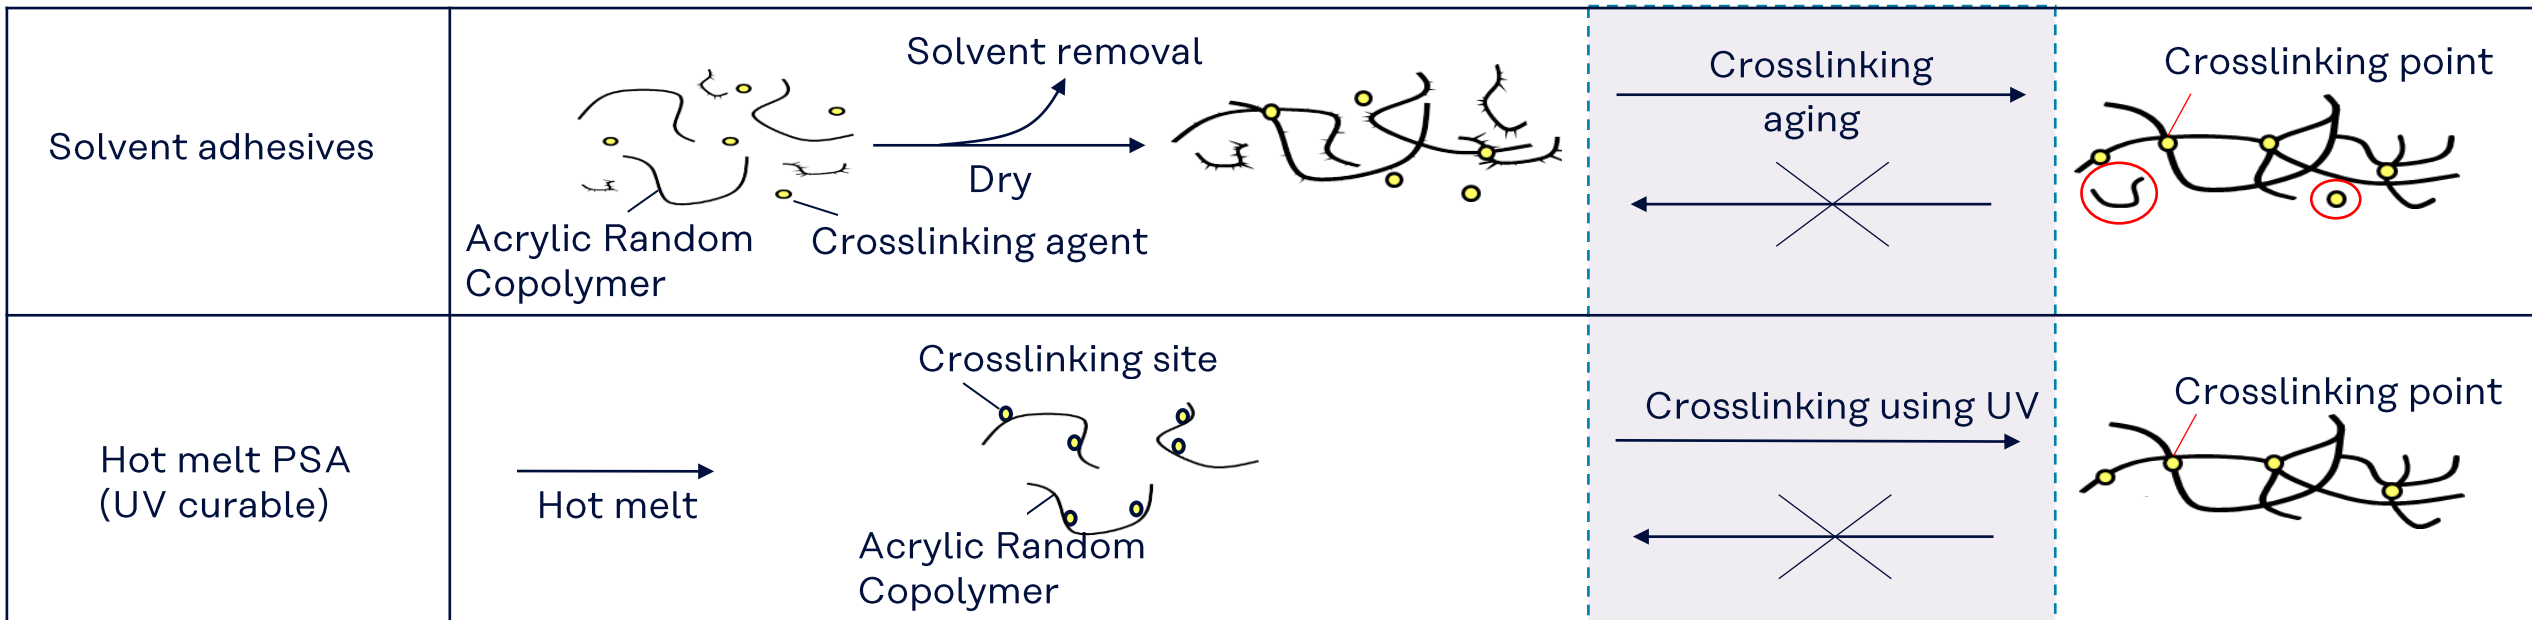 Solvent adhesives
Solvent removal
Dry
Acrylic Random
Copolymer
Crosslinking agent
Crosslinking
aging
Crosslinking point
Hot melt PSA
(UV curable)
Hot melt
Crosslinking site
Acrylic Random
Copolymer
Crosslinking using UV
Crosslinking point